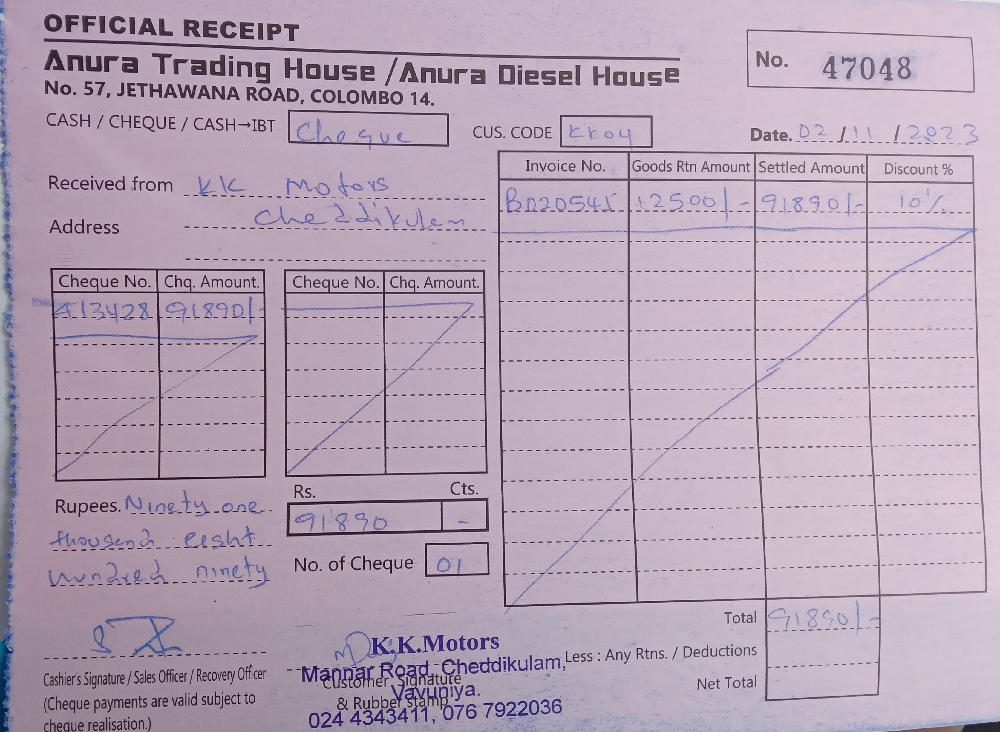 OFFICIAL RECEIPT
Anura Trading House / Anura Diesel House
No. 57, JETHAWANA ROAD, COLOMBO 14.
No. 47048
CASH / CHEQUE / CASH→IBT Cheque
CUS. CODE KK04
Date. 02 / 11 / 2023
Received from KK Motors
Address Cheddikulam
Invoice No. Goods Rtn Amount Settled Amount Discount %
BN20545 12500/- 91890/- 10%
Cheque No. Chq. Amount.
413428 91890/-
Cheque No. Chq. Amount.
Rupees. Ninety one
thousand eight
hundred ninety
Rs. Cts.
91890 -
No. of Cheque 01
Total 91890/-
Less : Any Rtns. / Deductions
Net Total
Cashier's Signature / Sales Officer / Recovery Officer
(Cheque payments are valid subject to
cheque realisation.)
K.K.Motors
Mannar Road, Cheddikulam,
Customer Signature
Vavuniya.
& Rubber stamp
024 4343411, 076 7922036